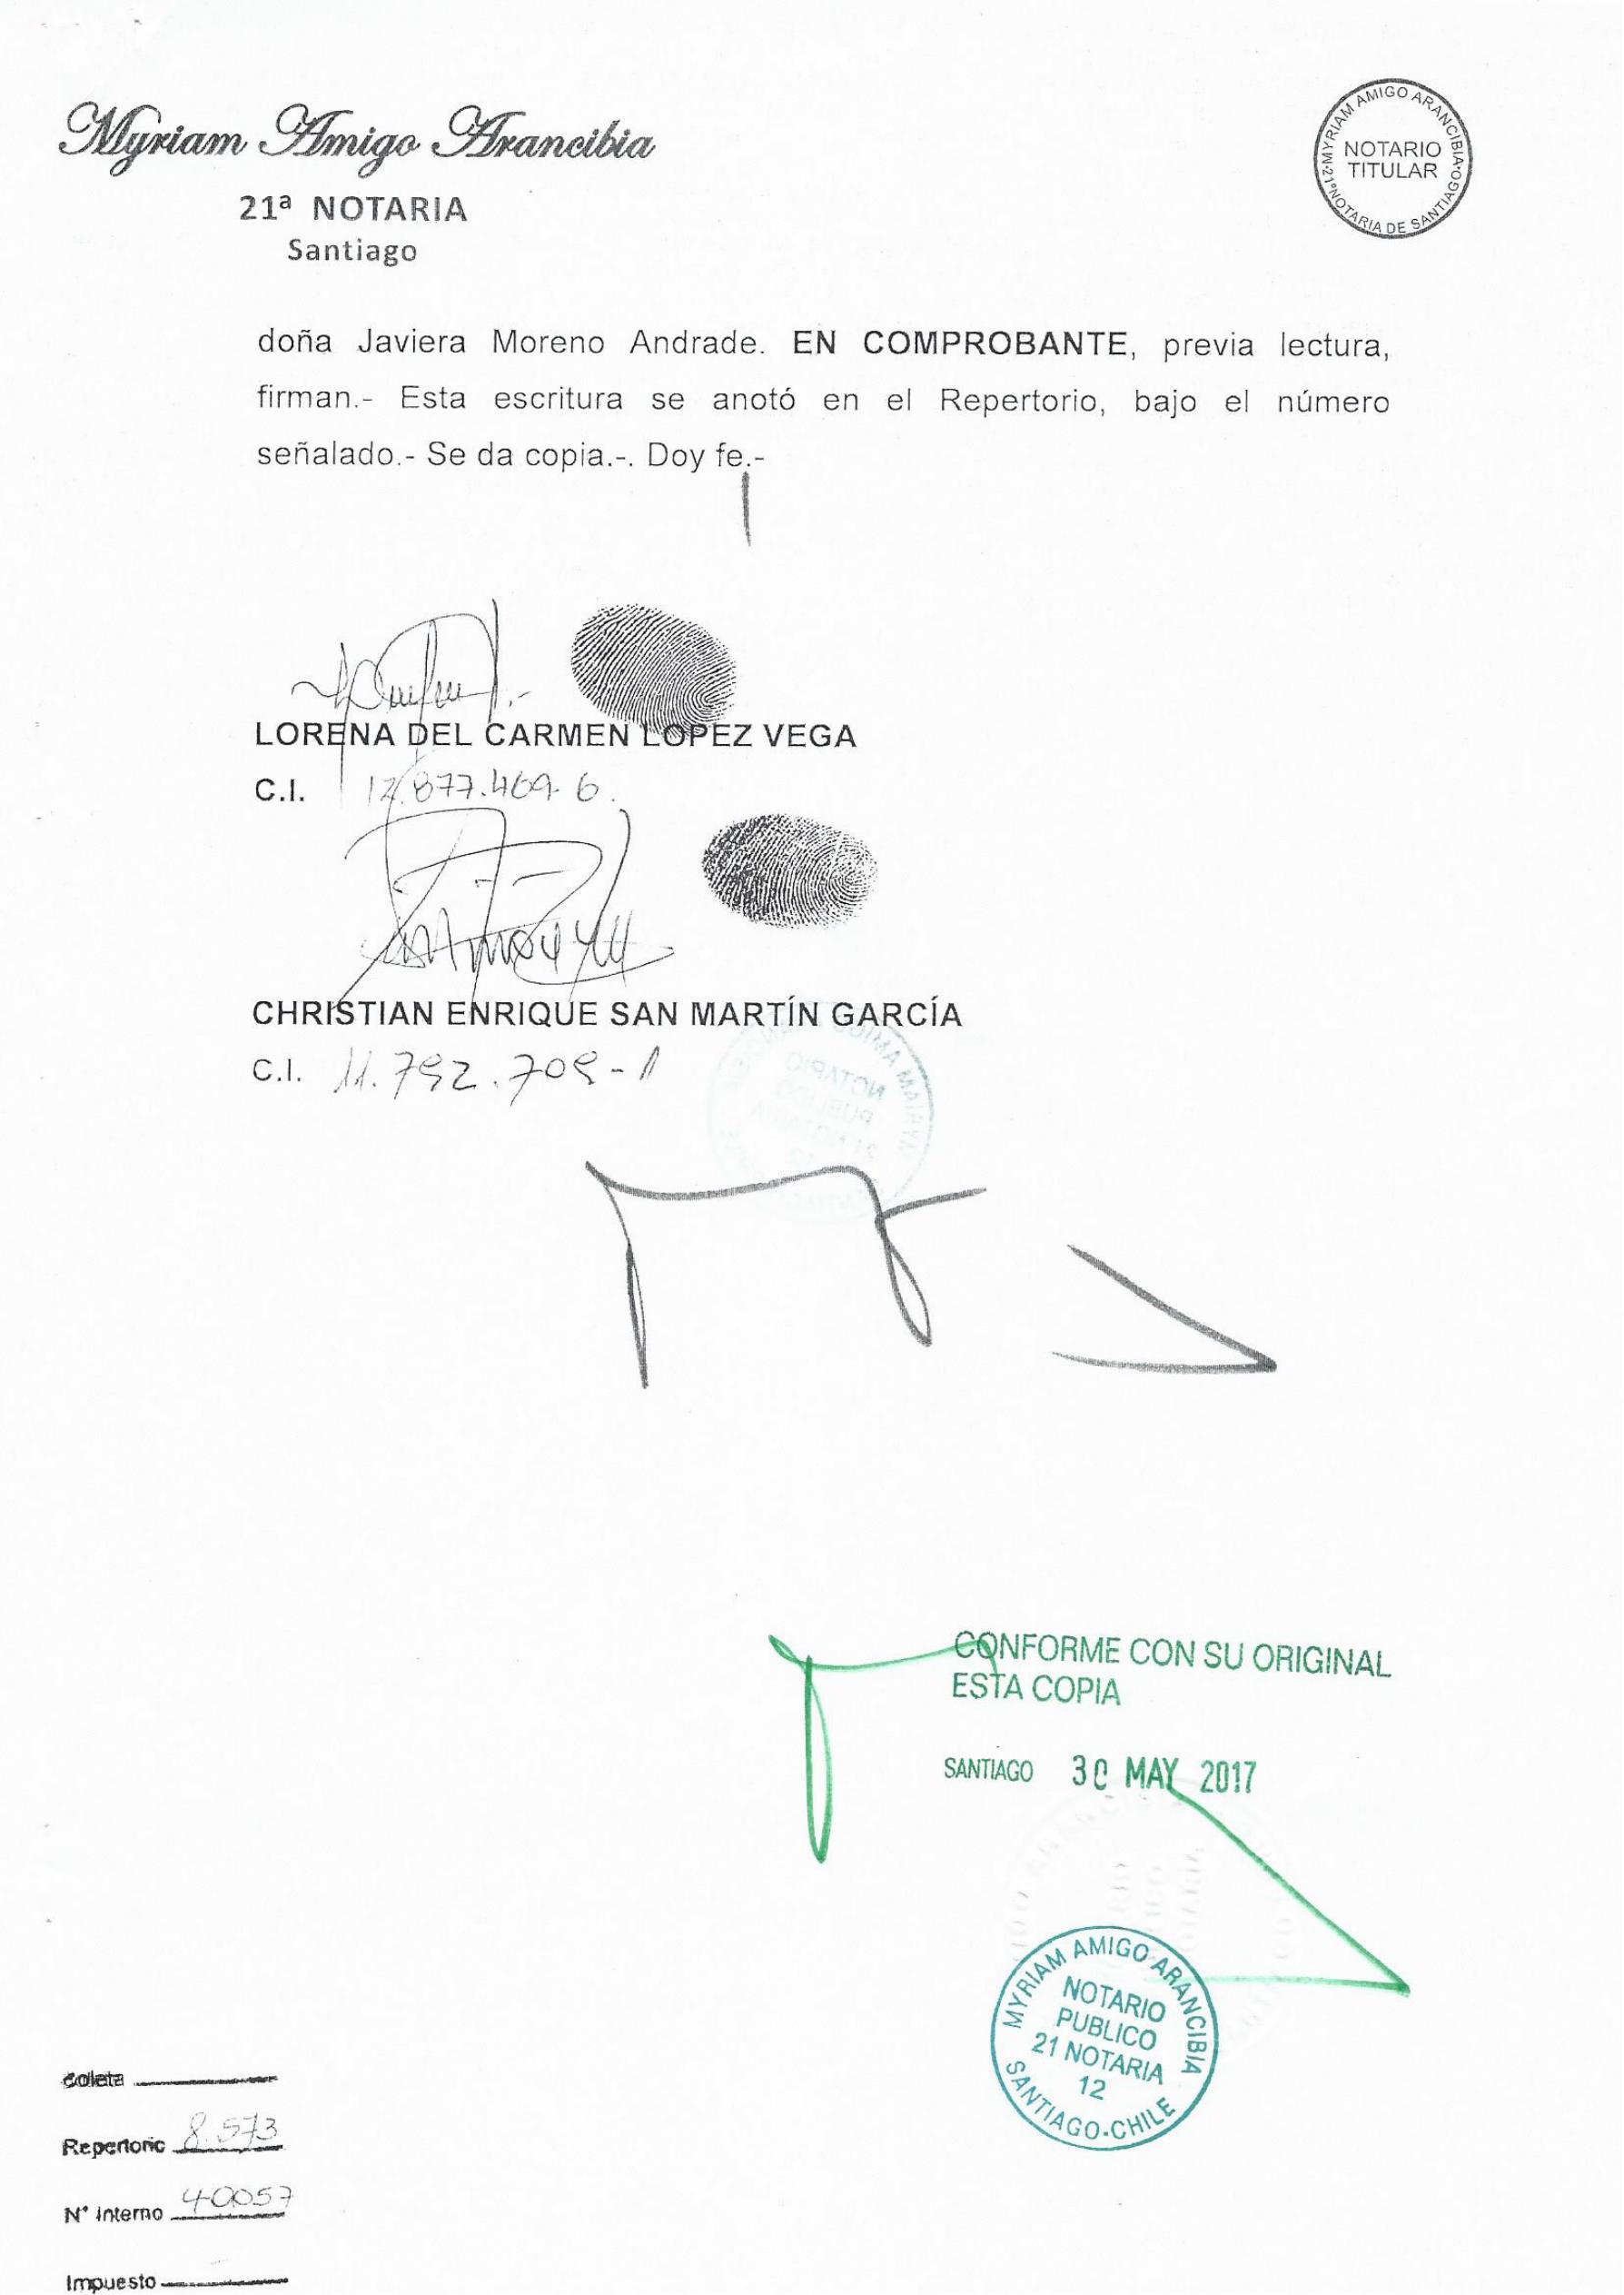 Myriam Amigo Arancibia
21ª NOTARIA
Santiago
MYRIAM AMIGO ARANCIBIA
NOTARIO
TITULAR
21ª NOTARIA DE SANTIAGO
doña Javiera Moreno Andrade. EN COMPROBANTE, previa lectura,
firman.- Esta escritura se anotó en el Repertorio, bajo el número
señalado.- Se da copia.-. Doy fe.-
LORENA DEL CARMEN LOPEZ VEGA
C.I. 12.877.469-6.
CHRISTIAN ENRIQUE SAN MARTÍN GARCÍA
C.I. 11.792.709-1
CONFORME CON SU ORIGINAL
ESTA COPIA
SANTIAGO 30 MAY 2017
MYRIAM AMIGO ARANCIBIA
NOTARIO
PUBLICO
21 NOTARIA
12
SANTIAGO-CHILE
Repertorio 8.573
N° Interno 40057
Impuesto